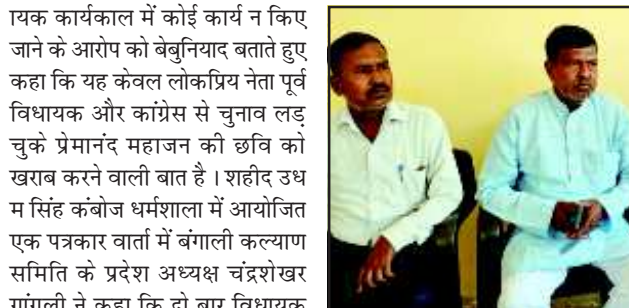 ायक कार्यकाल में कोई कार्य न किए
जाने के आरोप को बेबुनियाद बताते हुए
कहा कि यह केवल लोकप्रिय नेता पूर्व
विधायक और कांग्रेस से चुनाव लड़
चुके प्रेमानंद महाजन की छवि को
खराब करने वाली बात है । शहीद उध
म सिंह कंबोज धर्मशाला में आयोजित
एक पत्रकार वार्ता में बंगाली कल्याण
समिति के प्रदेश अध्यक्ष चंद्रशेखर
गांगुली ने कहा कि दो बार विधायक